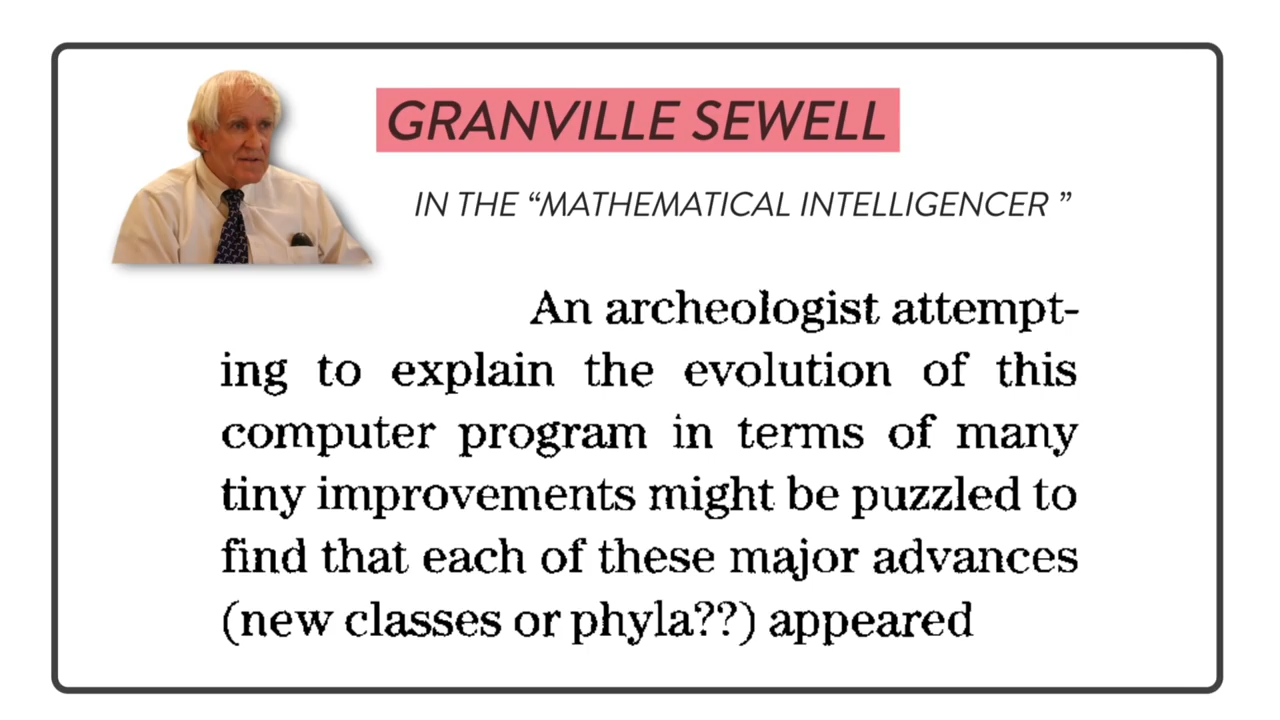 GRANVILLE SEWELL
IN THE “MATHEMATICAL INTELLIGENCER ”
An archeologist attempt-
ing to explain the evolution of this
computer program in terms of many
tiny improvements might be puzzled to
find that each of these major advances
(new classes or phyla??) appeared